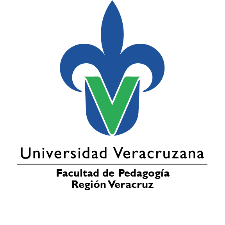 Universidad Veracruzana
Facultad de Pedagogía
Región Veracruz